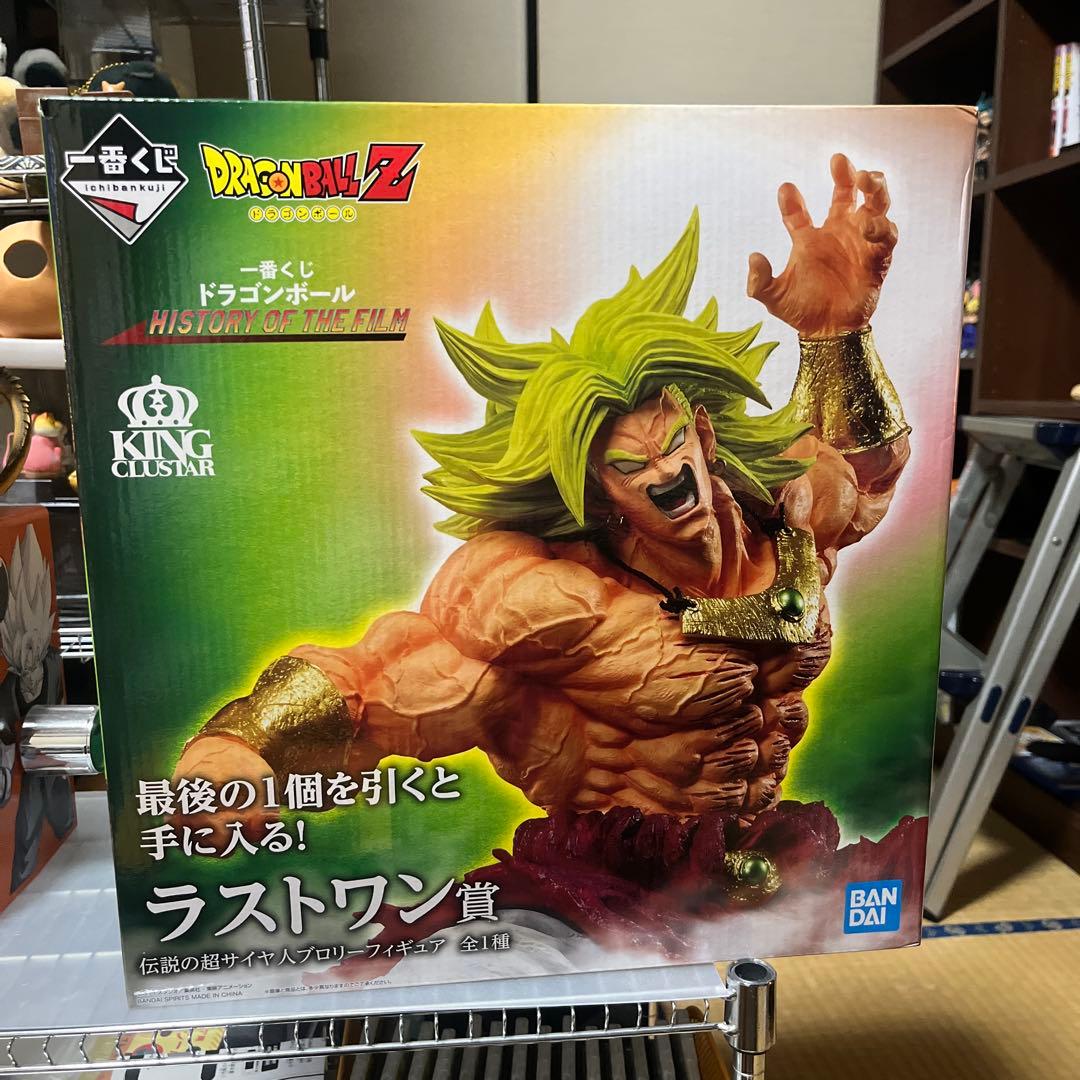 一番くじ
ichibankuji
DRAGONBALL Z
ドラゴンボール
一番くじ
ドラゴンボール
HISTORY OF THE FILM
KING
CLUSTAR
最後の1個を引くと
手に入る!
ラストワン賞
伝説の超サイヤ人ブロリーフィギュア 全1種
BANDAI SPIRITS MADE IN CHINA
BAN
DAI